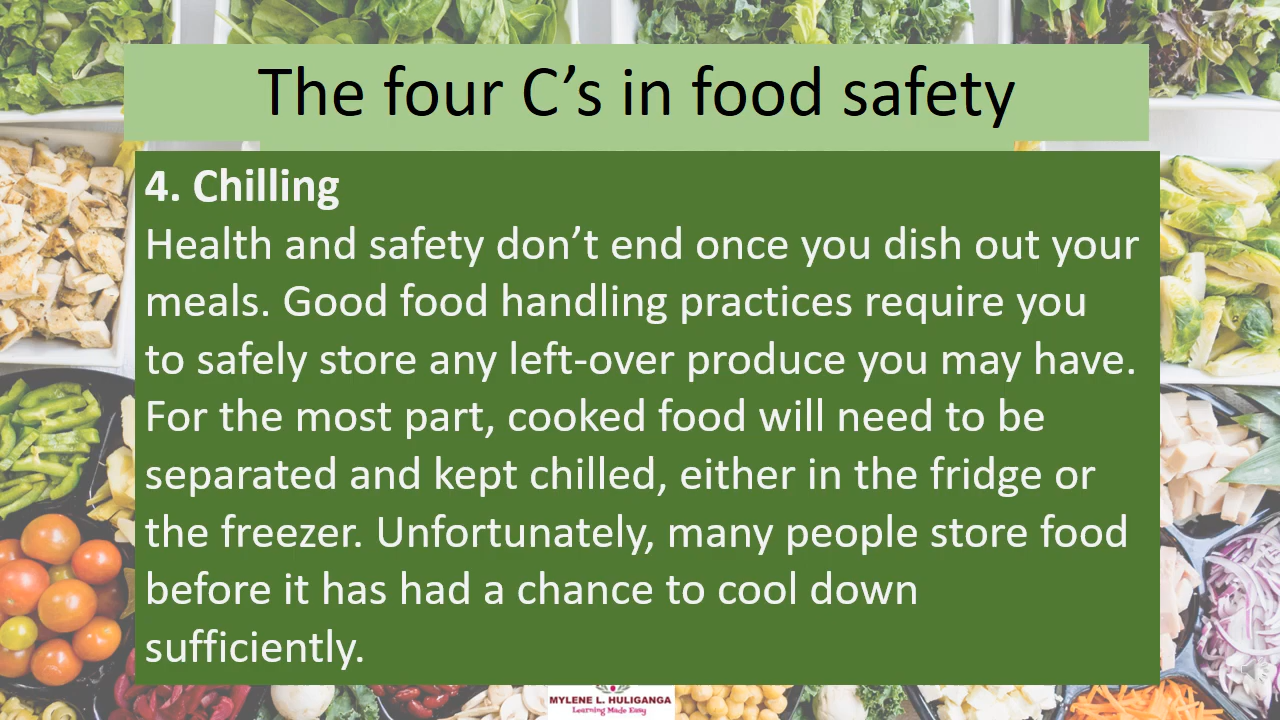 The four C’s in food safety
4. Chilling
Health and safety don’t end once you dish out your
meals. Good food handling practices require you
to safely store any left-over produce you may have.
For the most part, cooked food will need to be
separated and kept chilled, either in the fridge or
the freezer. Unfortunately, many people store food
before it has had a chance to cool down
sufficiently.
MYLENE L. HULIGANGA
Learning Made Easy